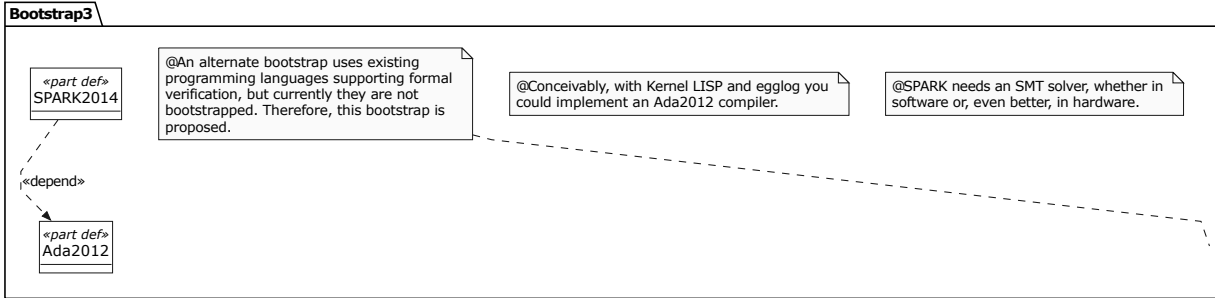 Bootstrap3
«part def»
SPARK2014
@An alternate bootstrap uses existing
programming languages supporting formal
verification, but currently they are not
bootstrapped. Therefore, this bootstrap is
proposed.
@Conceivably, with Kernel LISP and egglog you
could implement an Ada2012 compiler.
@SPARK needs an SMT solver, whether in
software or, even better, in hardware.
«depend»
«part def»
Ada2012